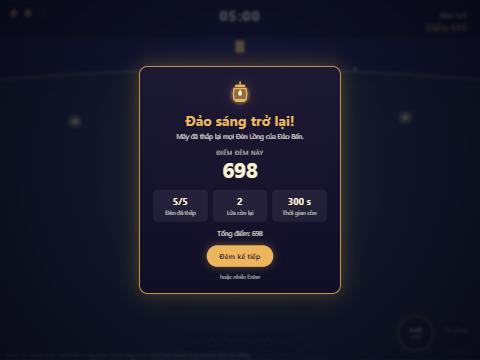 05:00
Đảo sáng trở lại!
Mây đã thắp lại mọi Đèn Lồng của Đảo Bến.
ĐIỂM ĐÊM NÀY
698
5/5
Đèn đã thắp
2
Lửa còn lại
300 s
Thời gian còn
Tổng điểm: 698
Đêm kế tiếp
hoặc nhấn Enter